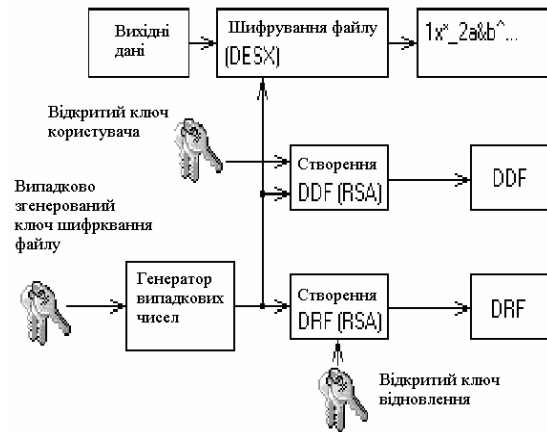 Вихідні
дані
Шифрування файлу
(DESX)
1x*_2a&b^...
Відкритий ключ
користувача
Створення
DDF (RSA)
DDF
Випадково
згенерований
ключ шифрквання
файлу
Генератор
випадкових
чисел
Створення
DRF (RSA)
DRF
Відкритий ключ
відновлення